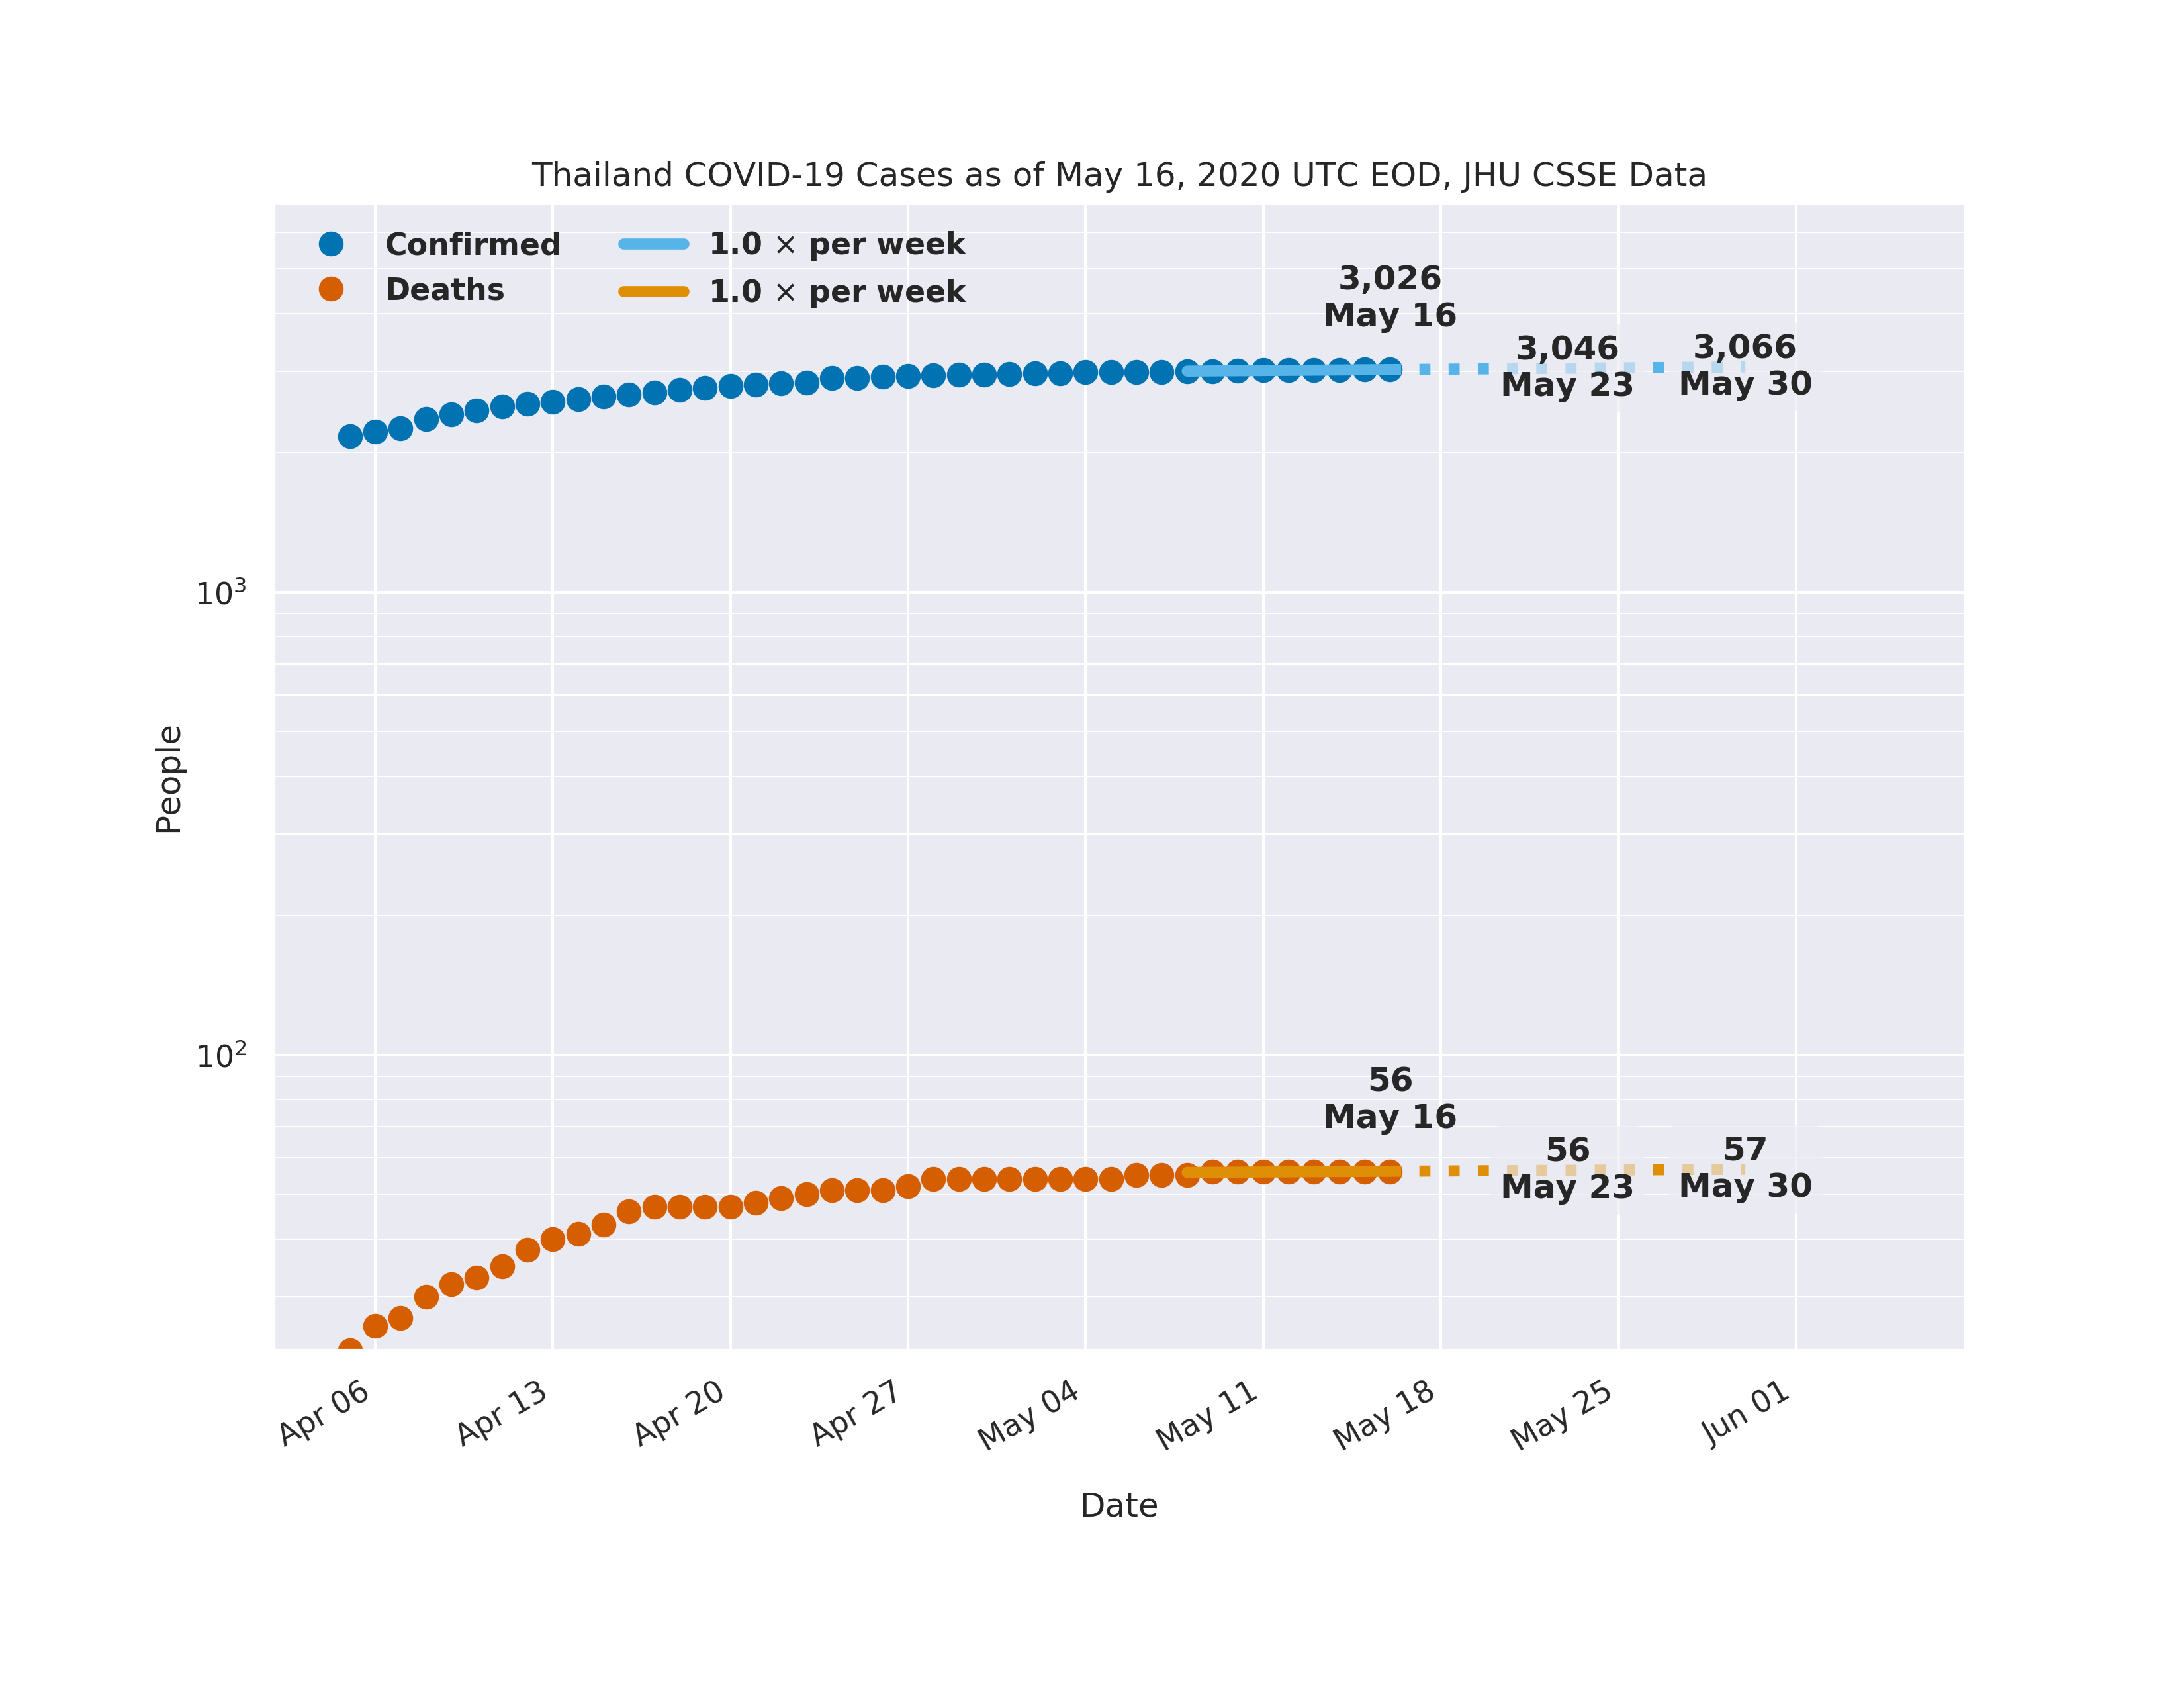 Thailand COVID-19 Cases as of May 16, 2020 UTC EOD, JHU CSSE Data
Confirmed
Deaths
1.0 × per week
1.0 × per week
3,026
May 16
3,046
May 23
3,066
May 30
10³
People
10²
56
May 16
56
May 23
57
May 30
Apr 06
Apr 13
Apr 20
Apr 27
May 04
May 11
May 18
May 25
Jun 01
Date